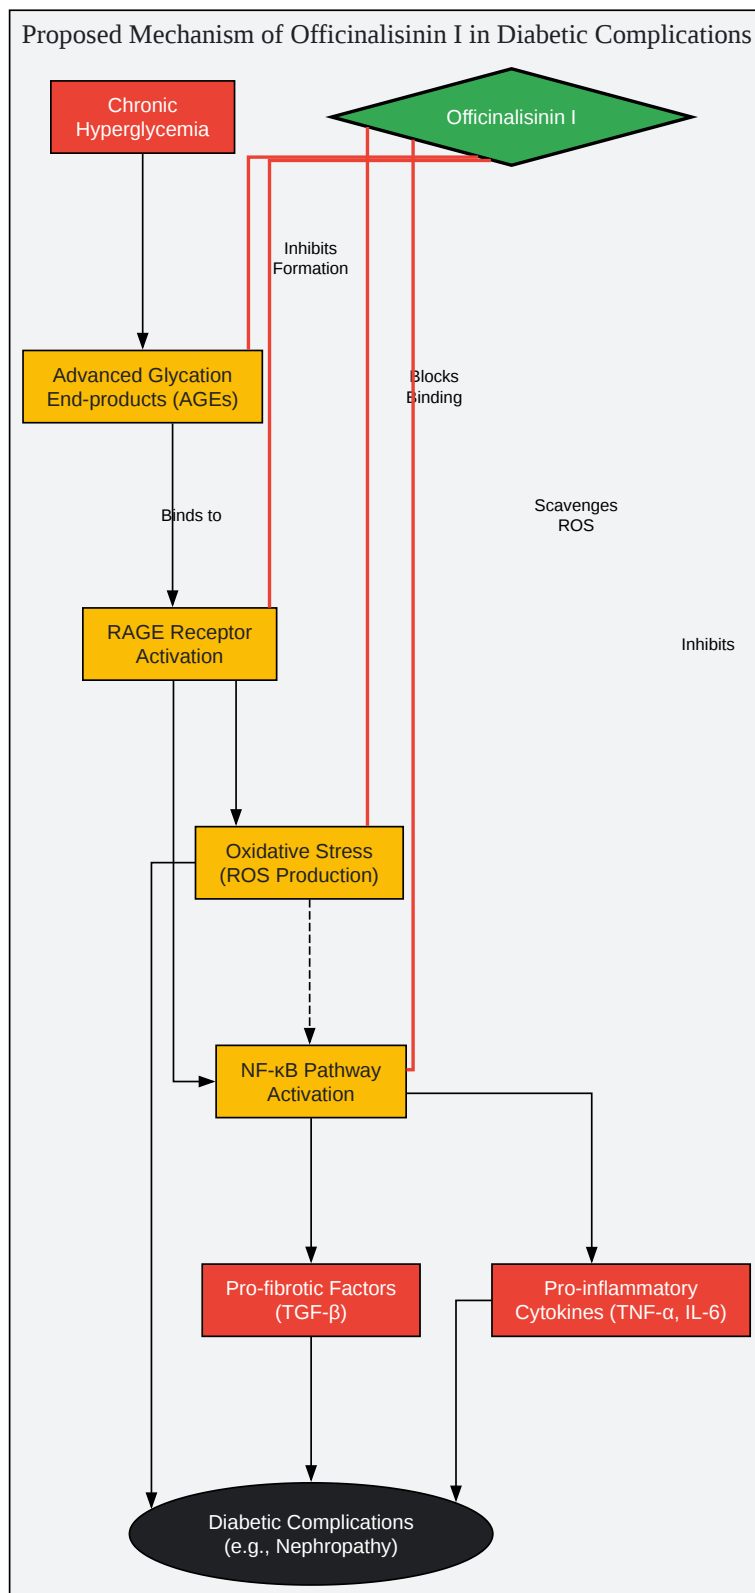 Proposed Mechanism of Officinalisinin I in Diabetic Complications
Chronic
Hyperglycemia
Officinalisinin I
Inhibits
Formation
Advanced Glycation
End-products (AGEs)
Blocks
Binding
Binds to
Scavenges
ROS
RAGE Receptor
Activation
Inhibits
Oxidative Stress
(ROS Production)
NF-κB Pathway
Activation
Pro-fibrotic Factors
(TGF-β)
Pro-inflammatory
Cytokines (TNF-α, IL-6)
Diabetic Complications
(e.g., Nephropathy)